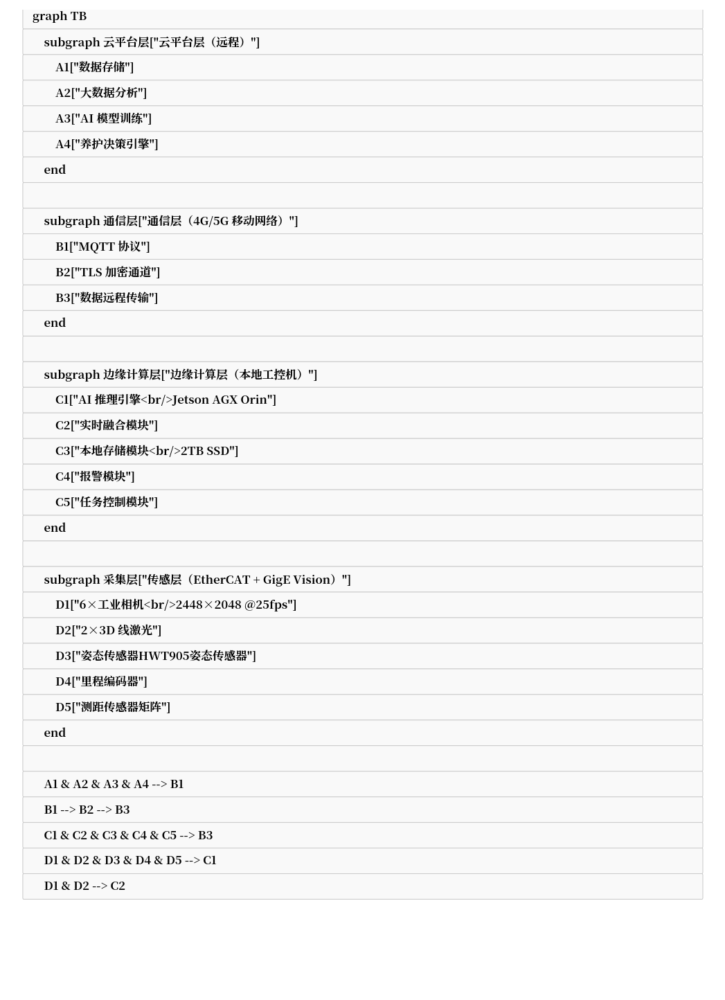 graph TB
subgraph 云平台层["云平台层（远程）"]
A1["数据存储"]
A2["大数据分析"]
A3["AI 模型训练"]
A4["养护决策引擎"]
end
subgraph 通信层["通信层（4G/5G 移动网络）"]
B1["MQTT 协议"]
B2["TLS 加密通道"]
B3["数据远程传输"]
end
subgraph 边缘计算层["边缘计算层（本地工控机）"]
C1["AI 推理引擎<br/>Jetson AGX Orin"]
C2["实时融合模块"]
C3["本地存储模块<br/>2TB SSD"]
C4["报警模块"]
C5["任务控制模块"]
end
subgraph 采集层["传感层（EtherCAT + GigE Vision）"]
D1["6×工业相机<br/>2448×2048 @25fps"]
D2["2×3D 线激光"]
D3["姿态传感器HWT905姿态传感器"]
D4["里程编码器"]
D5["测距传感器矩阵"]
end
A1 & A2 & A3 & A4 --> B1
B1 --> B2 --> B3
C1 & C2 & C3 & C4 & C5 --> B3
D1 & D2 & D3 & D4 & D5 --> C1
D1 & D2 --> C2